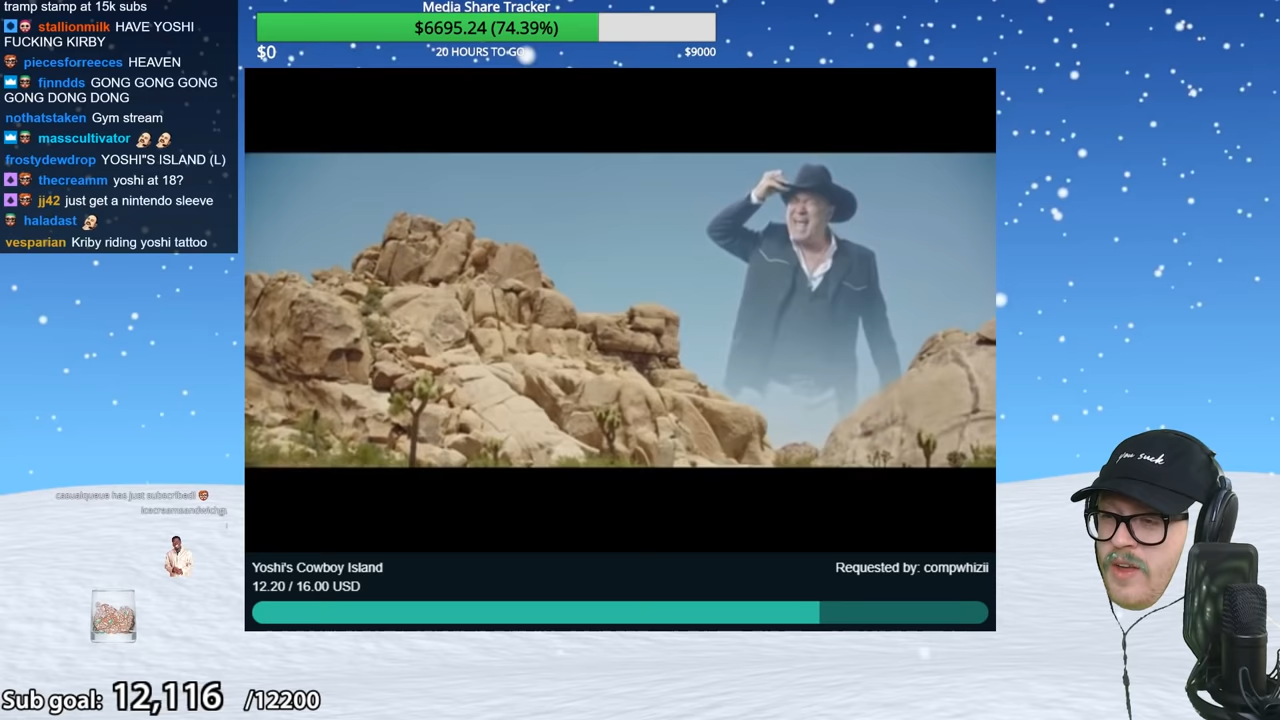 tramp stamp at 15k subs
stallionmilk HAVE YOSHI
FUCKING KIRBY
piecesforreeces HEAVEN
finndds GONG GONG GONG
GONG DONG DONG
nothatstaken Gym stream
masscultivator
frostydewdrop YOSHI"S ISLAND (L)
thecreamm yoshi at 18?
jj42 just get a nintendo sleeve
haladast
vesparian Kriby riding yoshi tattoo
Media Share Tracker
$6695.24 (74.39%)
$0
20 HOURS TO GO
$9000
you suck
casualqueue has just subscribed!
Yoshi's Cowboy Island
Requested by: compwhizii
12.20 / 16.00 USD
Sub goal: 12,116 /12200